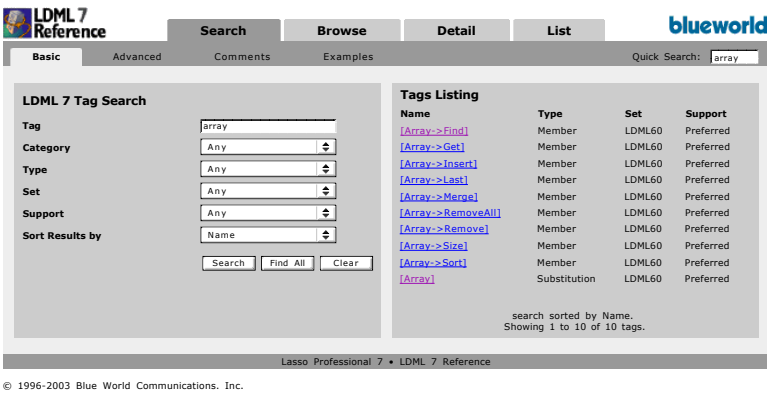 LDML 7
Reference
Search Browse Detail List
blueworld
Basic Advanced Comments Examples Quick Search: array
LDML 7 Tag Search
Tag array
Category Any
Type Any
Set Any
Support Any
Sort Results by Name
Search Find All Clear
Tags Listing
Name Type Set Support
[Array->Find] Member LDML60 Preferred
[Array->Get] Member LDML60 Preferred
[Array->Insert] Member LDML60 Preferred
[Array->Last] Member LDML60 Preferred
[Array->Merge] Member LDML60 Preferred
[Array->RemoveAll] Member LDML60 Preferred
[Array->Remove] Member LDML60 Preferred
[Array->Size] Member LDML60 Preferred
[Array->Sort] Member LDML60 Preferred
[Array] Substitution LDML60 Preferred
search sorted by Name.
Showing 1 to 10 of 10 tags.
Lasso Professional 7 • LDML 7 Reference
© 1996-2003 Blue World Communications. Inc.